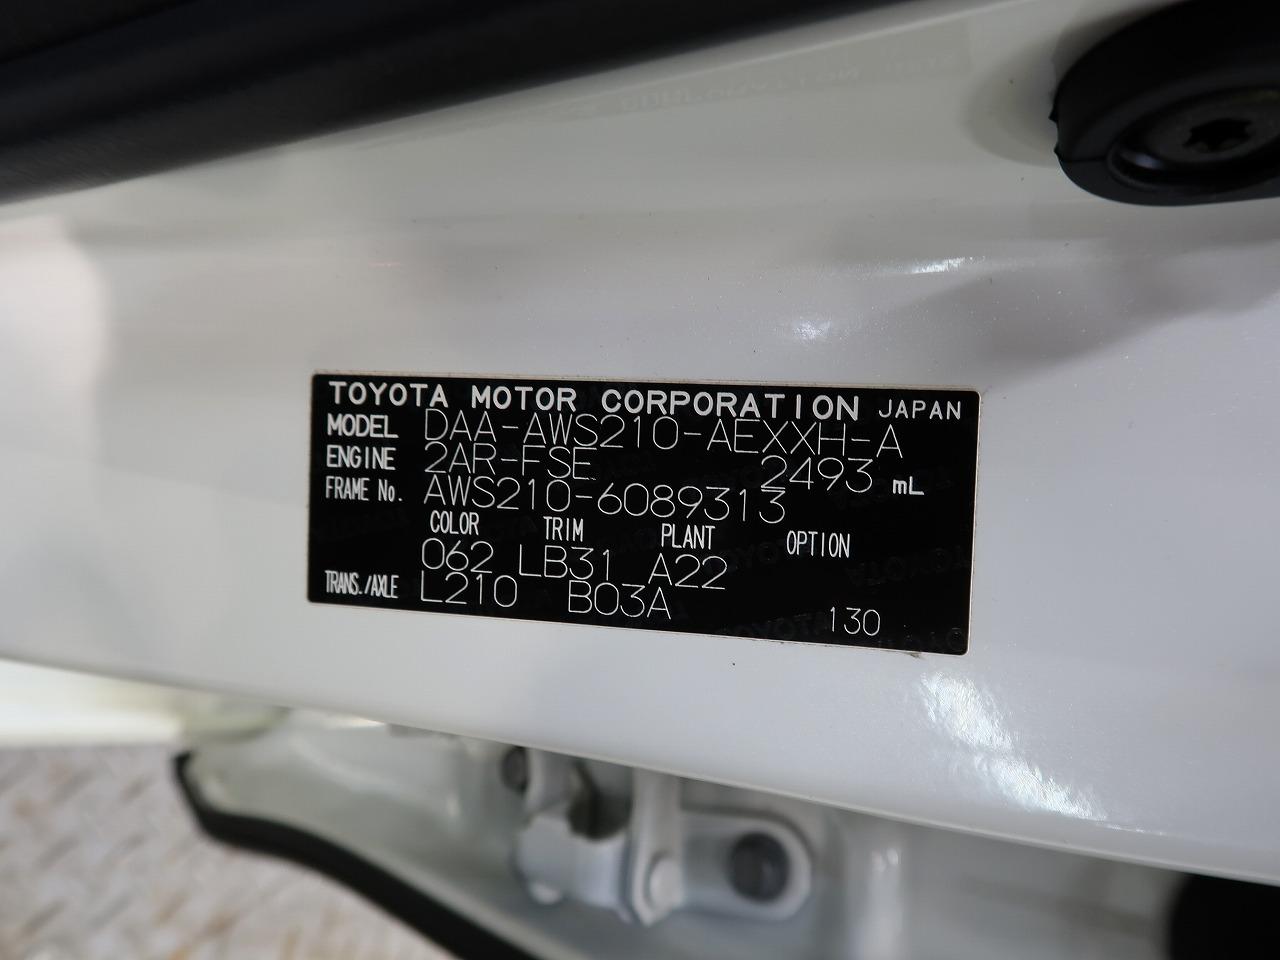 TOYOTA MOTOR CORPORATION JAPAN
MODEL DAA-AWS210-AEXXH-A
ENGINE 2AR-FSE 2493 mL
FRAME No. AWS210-6089313
COLOR TRIM PLANT OPTION
062 LB31 A22
TRANS./AXLE L210 B03A 130